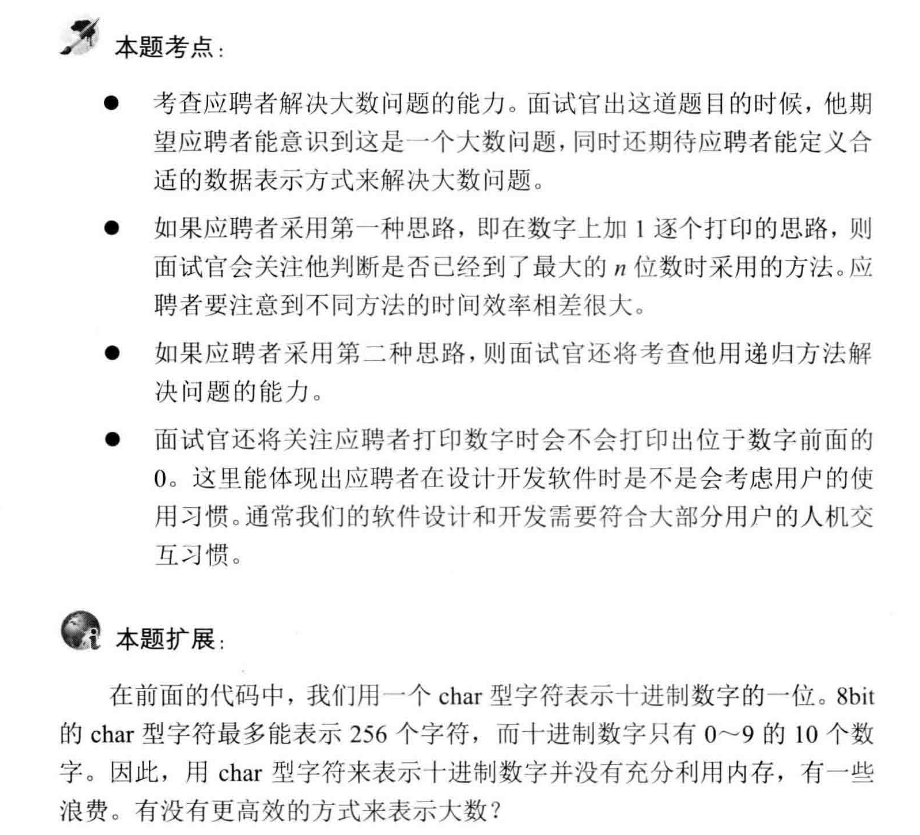 本题考点：
● 考查应聘者解决大数问题的能力。面试官出这道题目的时候，他期
望应聘者能意识到这是一个大数问题，同时还期待应聘者能定义合
适的数据表示方式来解决大数问题。
● 如果应聘者采用第一种思路，即在数字上加 1 逐个打印的思路，则
面试官会关注他判断是否已经到了最大的 n 位数时采用的方法。应
聘者要注意到不同方法的时间效率相差很大。
● 如果应聘者采用第二种思路，则面试官还将考查他用递归方法解
决问题的能力。
● 面试官还将关注应聘者打印数字时会不会打印出位于数字前面的
0。这里能体现出应聘者在设计开发软件时是不是会考虑用户的使
用习惯。通常我们的软件设计和开发需要符合大部分用户的人机交
互习惯。
本题扩展：
在前面的代码中，我们用一个 char 型字符表示十进制数字的一位。8bit
的 char 型字符最多能表示 256 个字符，而十进制数字只有 0～9 的 10 个数
字。因此，用 char 型字符来表示十进制数字并没有充分利用内存，有一些
浪费。有没有更高效的方式来表示大数？